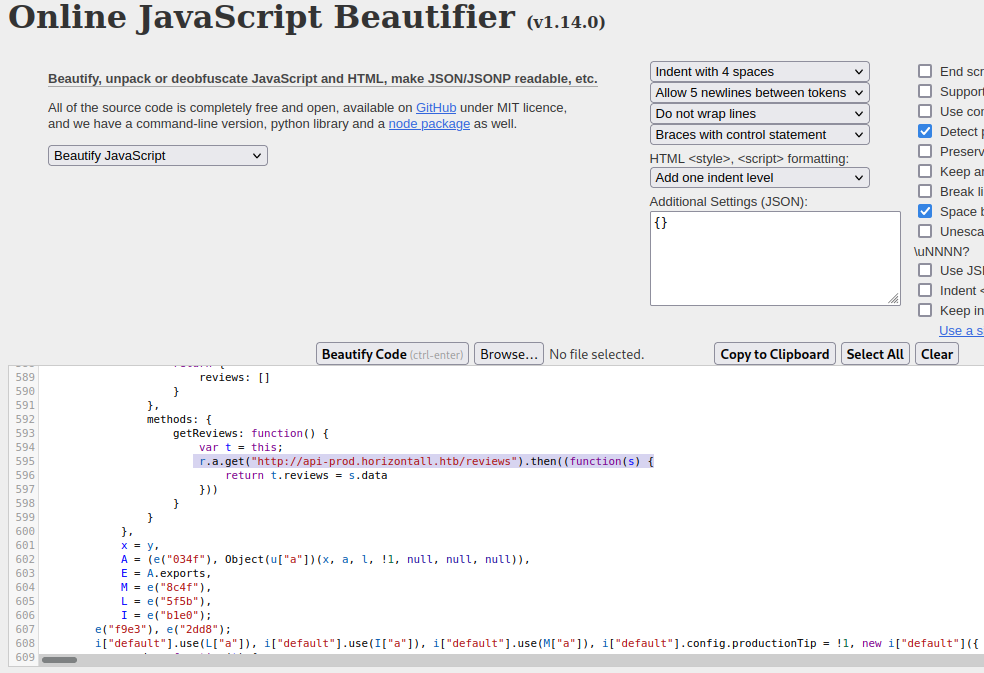 Online JavaScript Beautifier (v1.14.0)
Beautify, unpack or deobfuscate JavaScript and HTML, make JSON/JSONP readable, etc.
All of the source code is completely free and open, available on GitHub under MIT licence,
and we have a command-line version, python library and a node package as well.
Beautify JavaScript
Indent with 4 spaces
Allow 5 newlines between tokens
Do not wrap lines
Braces with control statement
HTML <style>, <script> formatting:
Add one indent level
Additional Settings (JSON):
{}
End scr
Support
Use con
Detect p
Preserv
Keep ar
Break li
Space b
Unesca
\uNNNN?
Use JSI
Indent <
Keep in
Use a s
Beautify Code (ctrl-enter) Browse... No file selected. Copy to Clipboard Select All Clear
589 reviews: []
590 }
591 },
592 methods: {
593 getReviews: function() {
594 var t = this;
595 r.a.get("http://api-prod.horizontall.htb/reviews").then((function(s) {
596 return t.reviews = s.data
597 }))
598 }
599 }
600 },
601 x = y,
602 A = (e("034f"), Object(u["a"])(x, a, l, !1, null, null, null)),
603 E = A.exports,
604 M = e("8c4f"),
605 L = e("5f5b"),
606 I = e("b1e0");
607 e("f9e3"), e("2dd8");
608 i["default"].use(L["a"]), i["default"].use(I["a"]), i["default"].use(M["a"]), i["default"].config.productionTip = !1, new i["default"]({
609